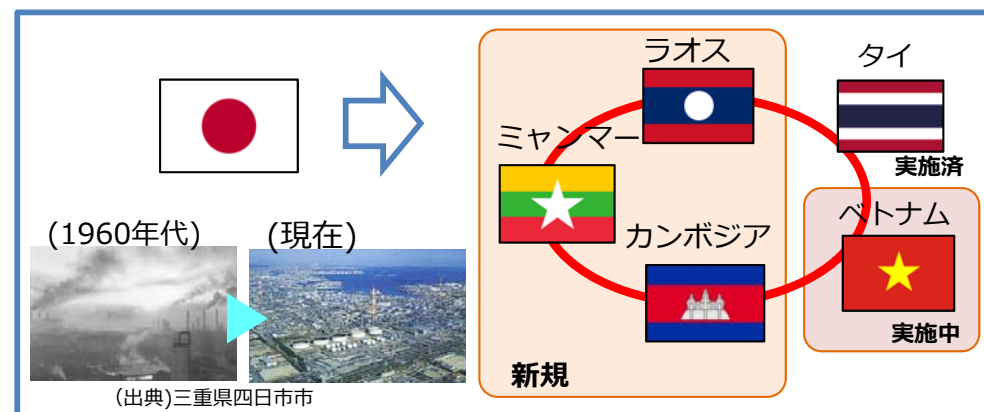 ラオス
タイ
ミャンマー
実施済
(1960年代)
(現在)
カンボジア
ベトナム
実施中
新規
(出典)三重県四日市市